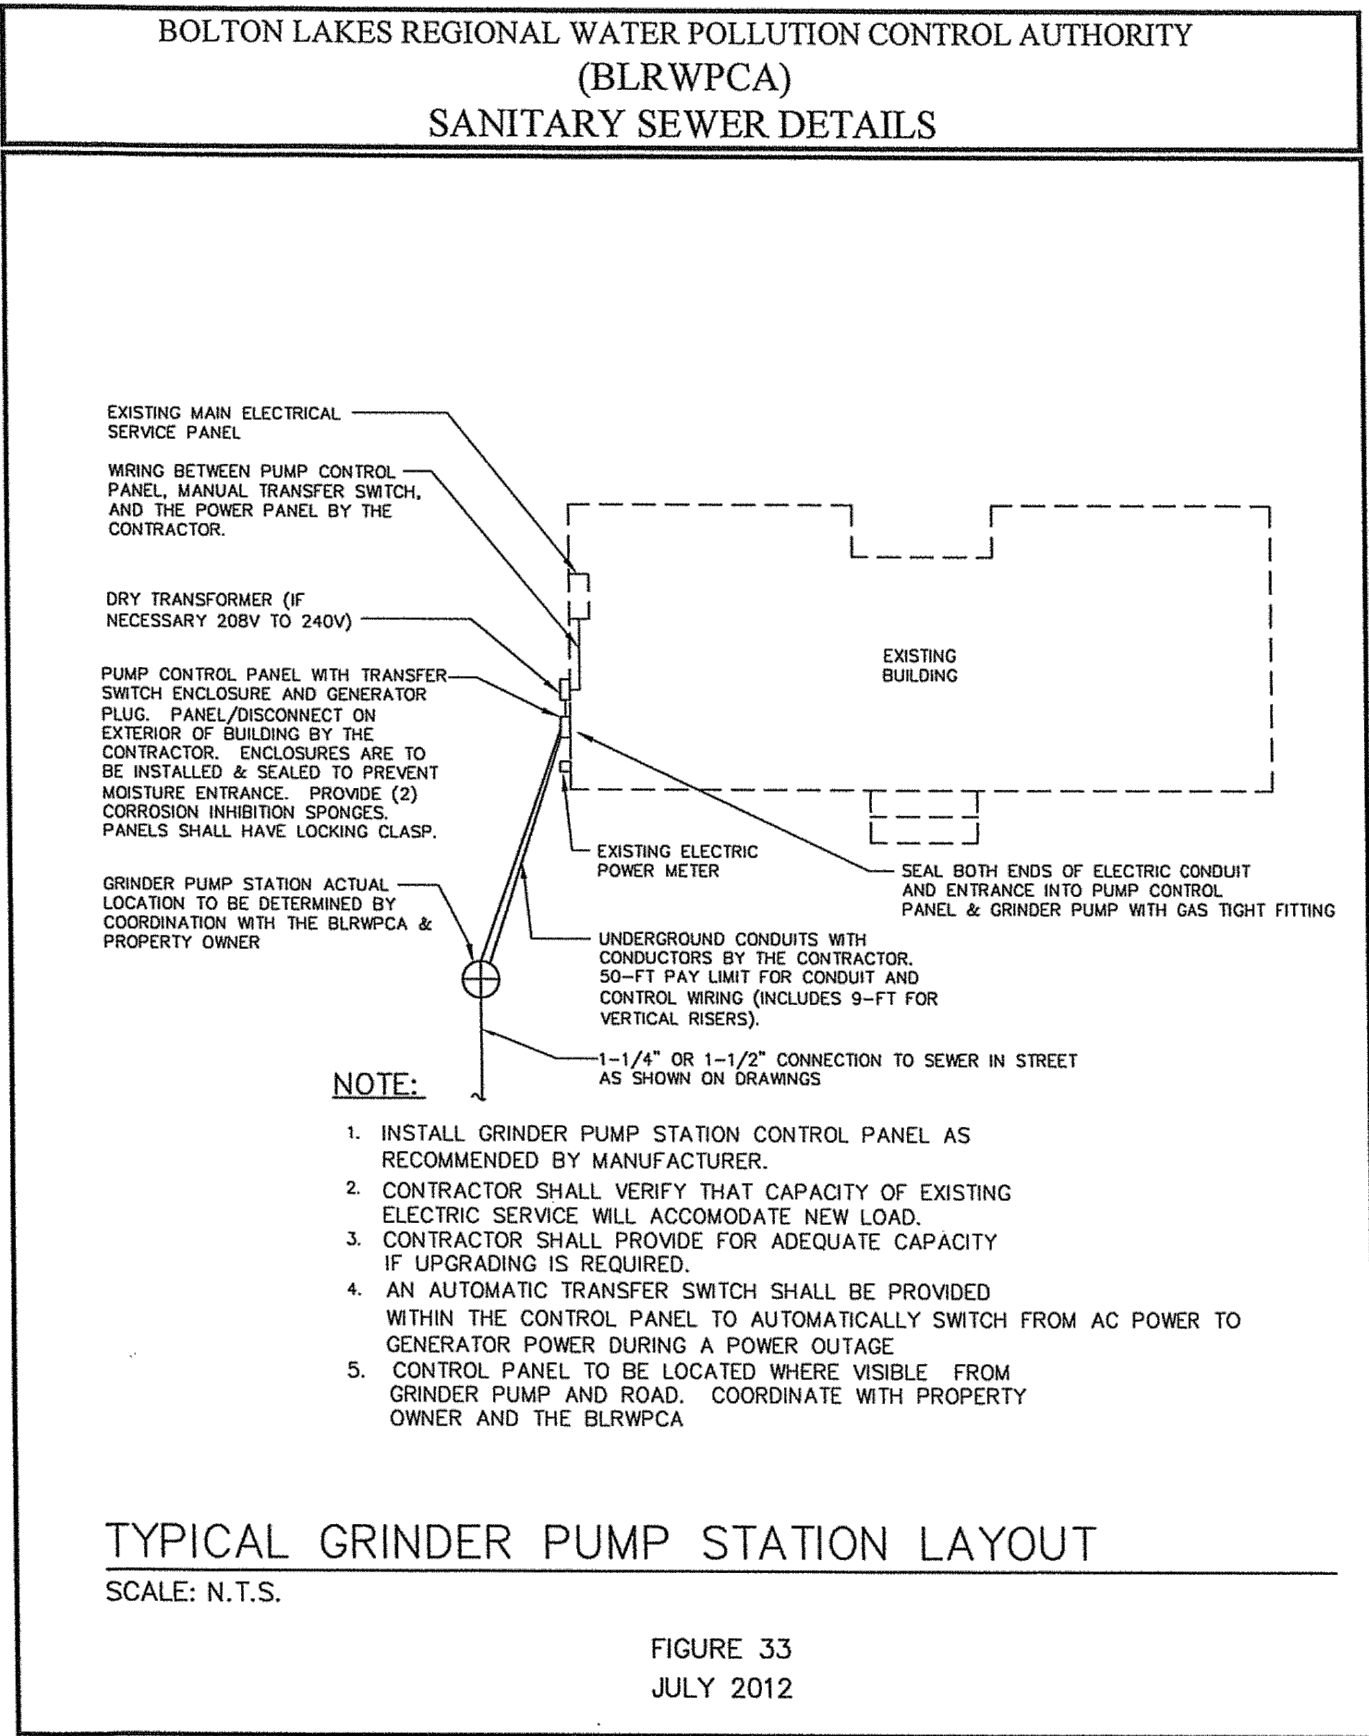 BOLTON LAKES REGIONAL WATER POLLUTION CONTROL AUTHORITY
(BLRWPCA)
SANITARY SEWER DETAILS
EXISTING MAIN ELECTRICAL
SERVICE PANEL
WIRING BETWEEN PUMP CONTROL
PANEL, MANUAL TRANSFER SWITCH,
AND THE POWER PANEL BY THE
CONTRACTOR.
DRY TRANSFORMER (IF
NECESSARY 208V TO 240V)
PUMP CONTROL PANEL WITH TRANSFER
SWITCH ENCLOSURE AND GENERATOR
PLUG. PANEL/DISCONNECT ON
EXTERIOR OF BUILDING BY THE
CONTRACTOR. ENCLOSURES ARE TO
BE INSTALLED & SEALED TO PREVENT
MOISTURE ENTRANCE. PROVIDE (2)
CORROSION INHIBITION SPONGES.
PANELS SHALL HAVE LOCKING CLASP.
GRINDER PUMP STATION ACTUAL
LOCATION TO BE DETERMINED BY
COORDINATION WITH THE BLRWPCA &
PROPERTY OWNER
EXISTING
BUILDING
EXISTING ELECTRIC
POWER METER
SEAL BOTH ENDS OF ELECTRIC CONDUIT
AND ENTRANCE INTO PUMP CONTROL
PANEL & GRINDER PUMP WITH GAS TIGHT FITTING
UNDERGROUND CONDUITS WITH
CONDUCTORS BY THE CONTRACTOR.
50-FT PAY LIMIT FOR CONDUIT AND
CONTROL WIRING (INCLUDES 9-FT FOR
VERTICAL RISERS).
1-1/4" OR 1-1/2" CONNECTION TO SEWER IN STREET
AS SHOWN ON DRAWINGS
NOTE:
1. INSTALL GRINDER PUMP STATION CONTROL PANEL AS
RECOMMENDED BY MANUFACTURER.
2. CONTRACTOR SHALL VERIFY THAT CAPACITY OF EXISTING
ELECTRIC SERVICE WILL ACCOMODATE NEW LOAD.
3. CONTRACTOR SHALL PROVIDE FOR ADEQUATE CAPACITY
IF UPGRADING IS REQUIRED.
4. AN AUTOMATIC TRANSFER SWITCH SHALL BE PROVIDED
WITHIN THE CONTROL PANEL TO AUTOMATICALLY SWITCH FROM AC POWER TO
GENERATOR POWER DURING A POWER OUTAGE
5. CONTROL PANEL TO BE LOCATED WHERE VISIBLE FROM
GRINDER PUMP AND ROAD. COORDINATE WITH PROPERTY
OWNER AND THE BLRWPCA
TYPICAL GRINDER PUMP STATION LAYOUT
SCALE: N.T.S.
FIGURE 33
JULY 2012